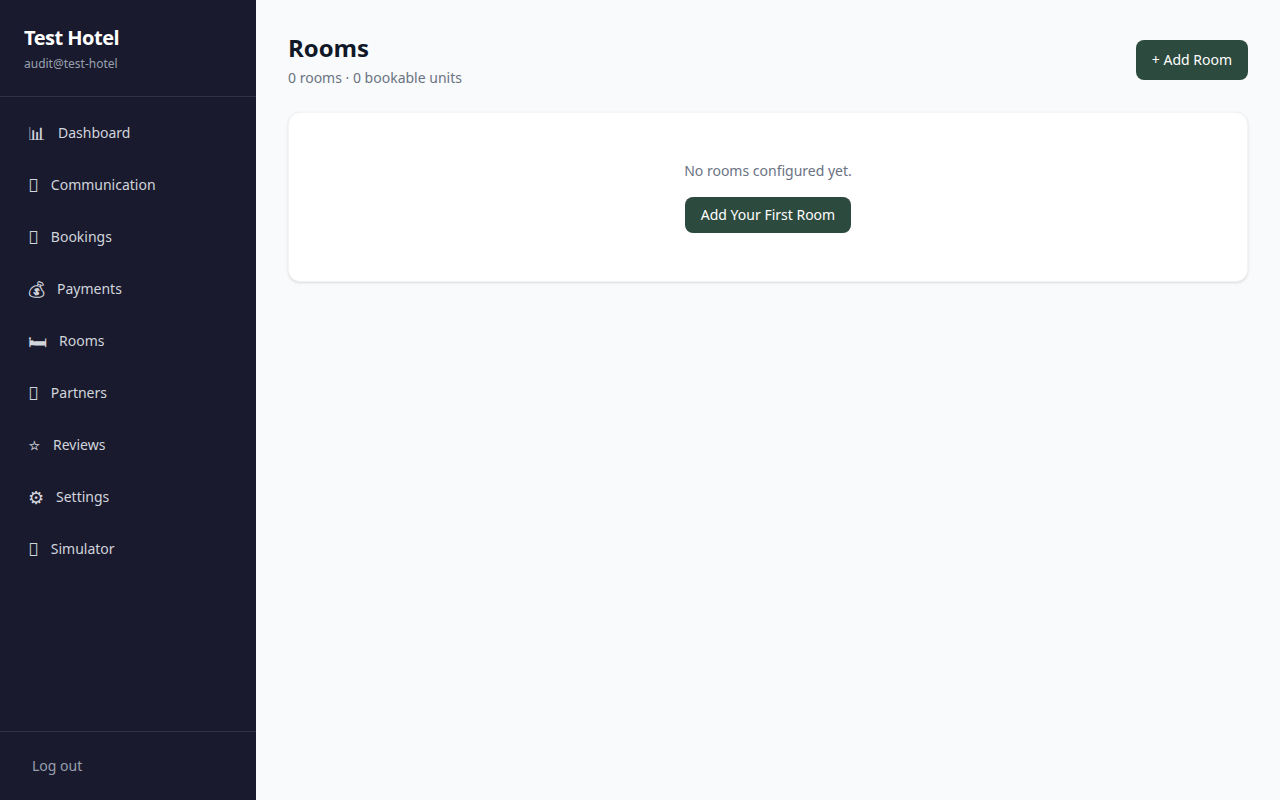 Test Hotel
audit@test-hotel
Dashboard
Communication
Bookings
Payments
Rooms
Partners
Reviews
Settings
Simulator
Log out
Rooms
0 rooms · 0 bookable units
+ Add Room
No rooms configured yet.
Add Your First Room